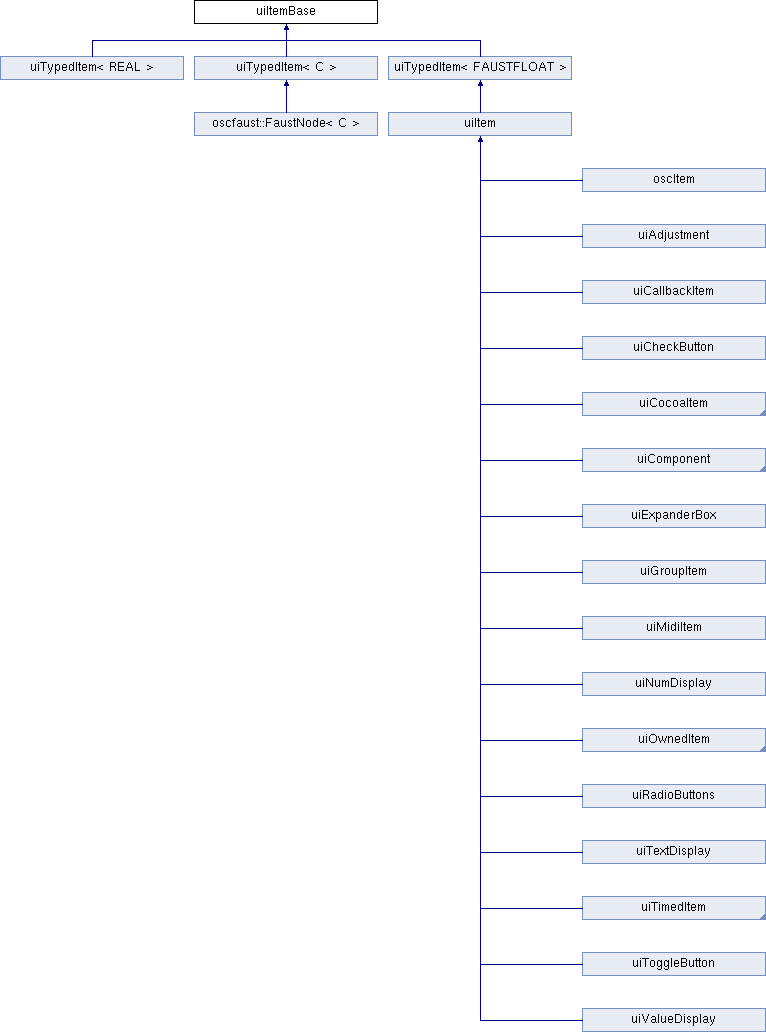 uiItemBase
uiTypedItem< REAL >
uiTypedItem< C >
uiTypedItem< FAUSTFLOAT >
oscfaust::FaustNode< C >
uiItem
oscItem
uiAdjustment
uiCallbackItem
uiCheckButton
uiCocoaItem
uiComponent
uiExpanderBox
uiGroupItem
uiMidiItem
uiNumDisplay
uiOwnedItem
uiRadioButtons
uiTextDisplay
uiTimedItem
uiToggleButton
uiValueDisplay